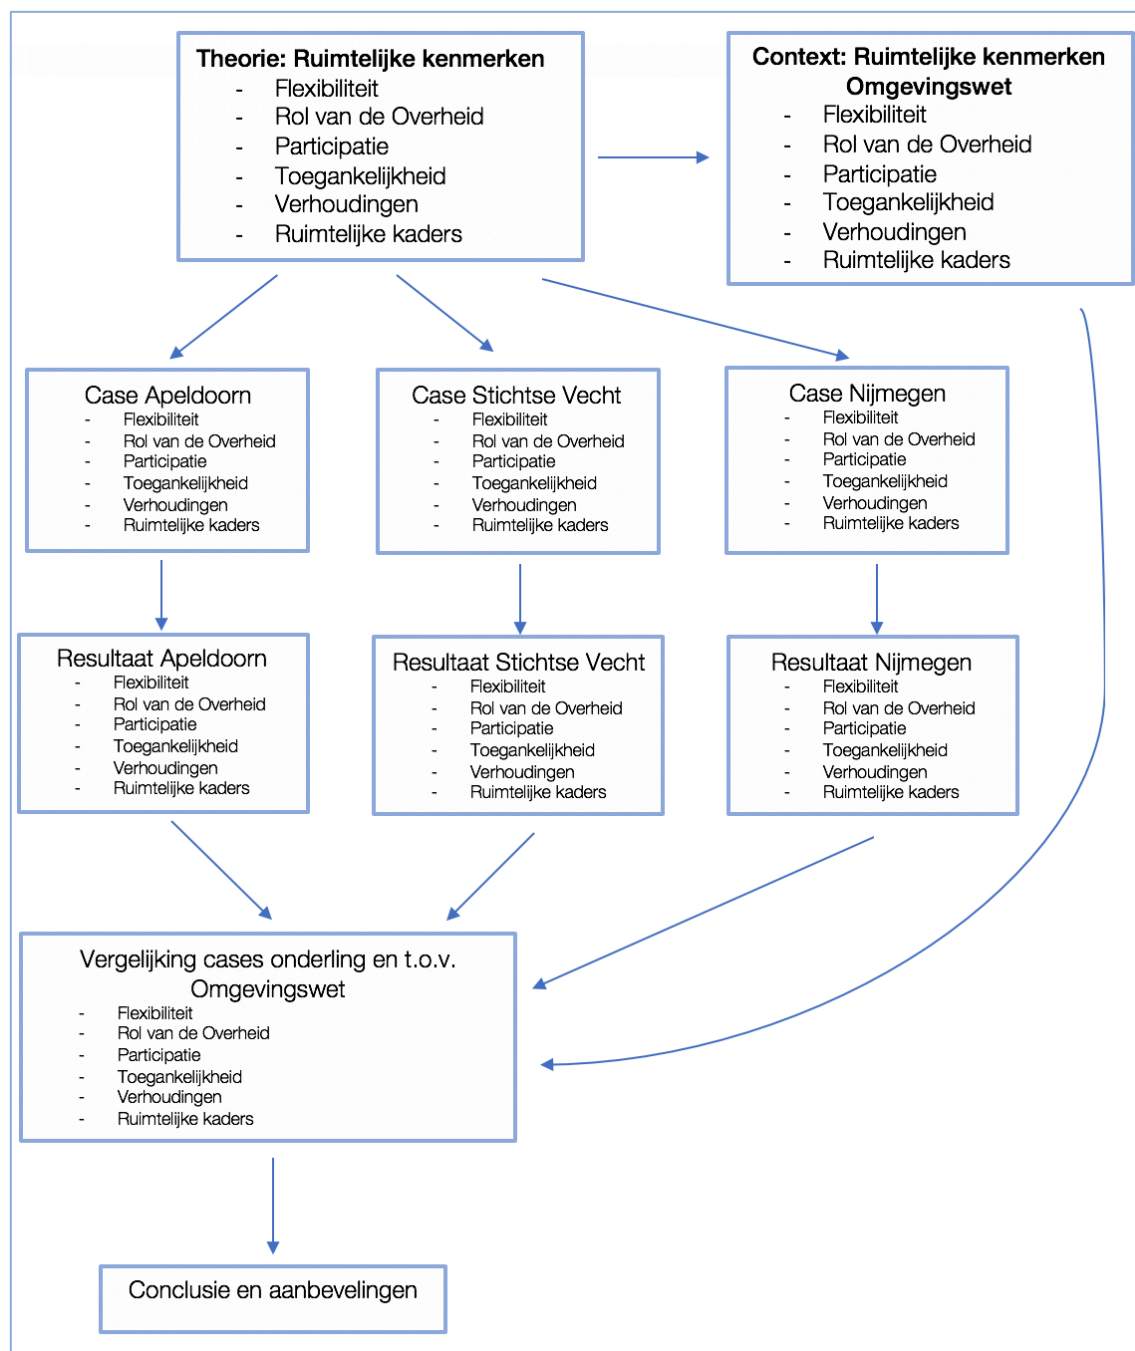 Theorie: Ruimtelijke kenmerken
- Flexibiliteit
- Rol van de Overheid
- Participatie
- Toegankelijkheid
- Verhoudingen
- Ruimtelijke kaders
Context: Ruimtelijke kenmerken
Omgevingswet
- Flexibiliteit
- Rol van de Overheid
- Participatie
- Toegankelijkheid
- Verhoudingen
- Ruimtelijke kaders
Case Apeldoorn
- Flexibiliteit
- Rol van de Overheid
- Participatie
- Toegankelijkheid
- Verhoudingen
- Ruimtelijke kaders
Case Stichtse Vecht
- Flexibiliteit
- Rol van de Overheid
- Participatie
- Toegankelijkheid
- Verhoudingen
- Ruimtelijke kaders
Case Nijmegen
- Flexibiliteit
- Rol van de Overheid
- Participatie
- Toegankelijkheid
- Verhoudingen
- Ruimtelijke kaders
Resultaat Apeldoorn
- Flexibiliteit
- Rol van de Overheid
- Participatie
- Toegankelijkheid
- Verhoudingen
- Ruimtelijke kaders
Resultaat Stichtse Vecht
- Flexibiliteit
- Rol van de Overheid
- Participatie
- Toegankelijkheid
- Verhoudingen
- Ruimtelijke kaders
Resultaat Nijmegen
- Flexibiliteit
- Rol van de Overheid
- Participatie
- Toegankelijkheid
- Verhoudingen
- Ruimtelijke kaders
Vergelijking cases onderling en t.o.v.
Omgevingswet
- Flexibiliteit
- Rol van de Overheid
- Participatie
- Toegankelijkheid
- Verhoudingen
- Ruimtelijke kaders
Conclusie en aanbevelingen